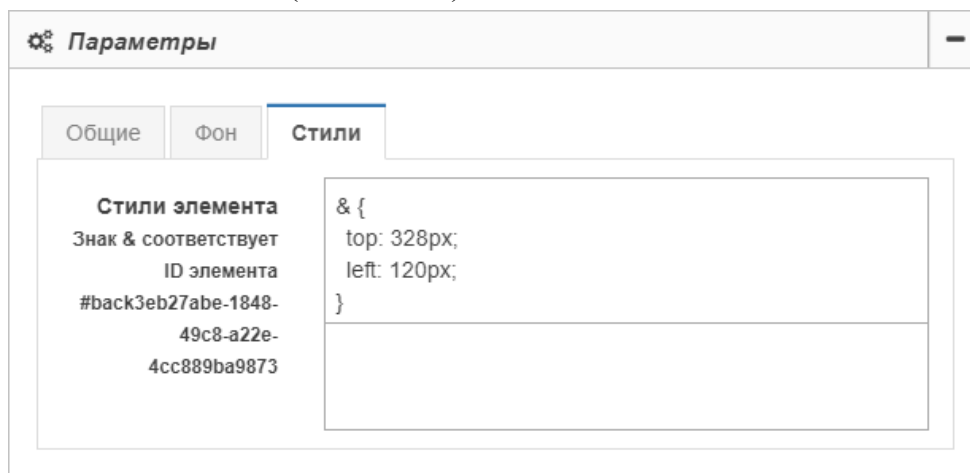 Параметры
Общие Фон Стили
Стили элемента
Знак & соответствует
ID элемента
#back3eb27abe-1848-
49c8-a22e-
4cc889ba9873
& {
top: 328px;
left: 120px;
}